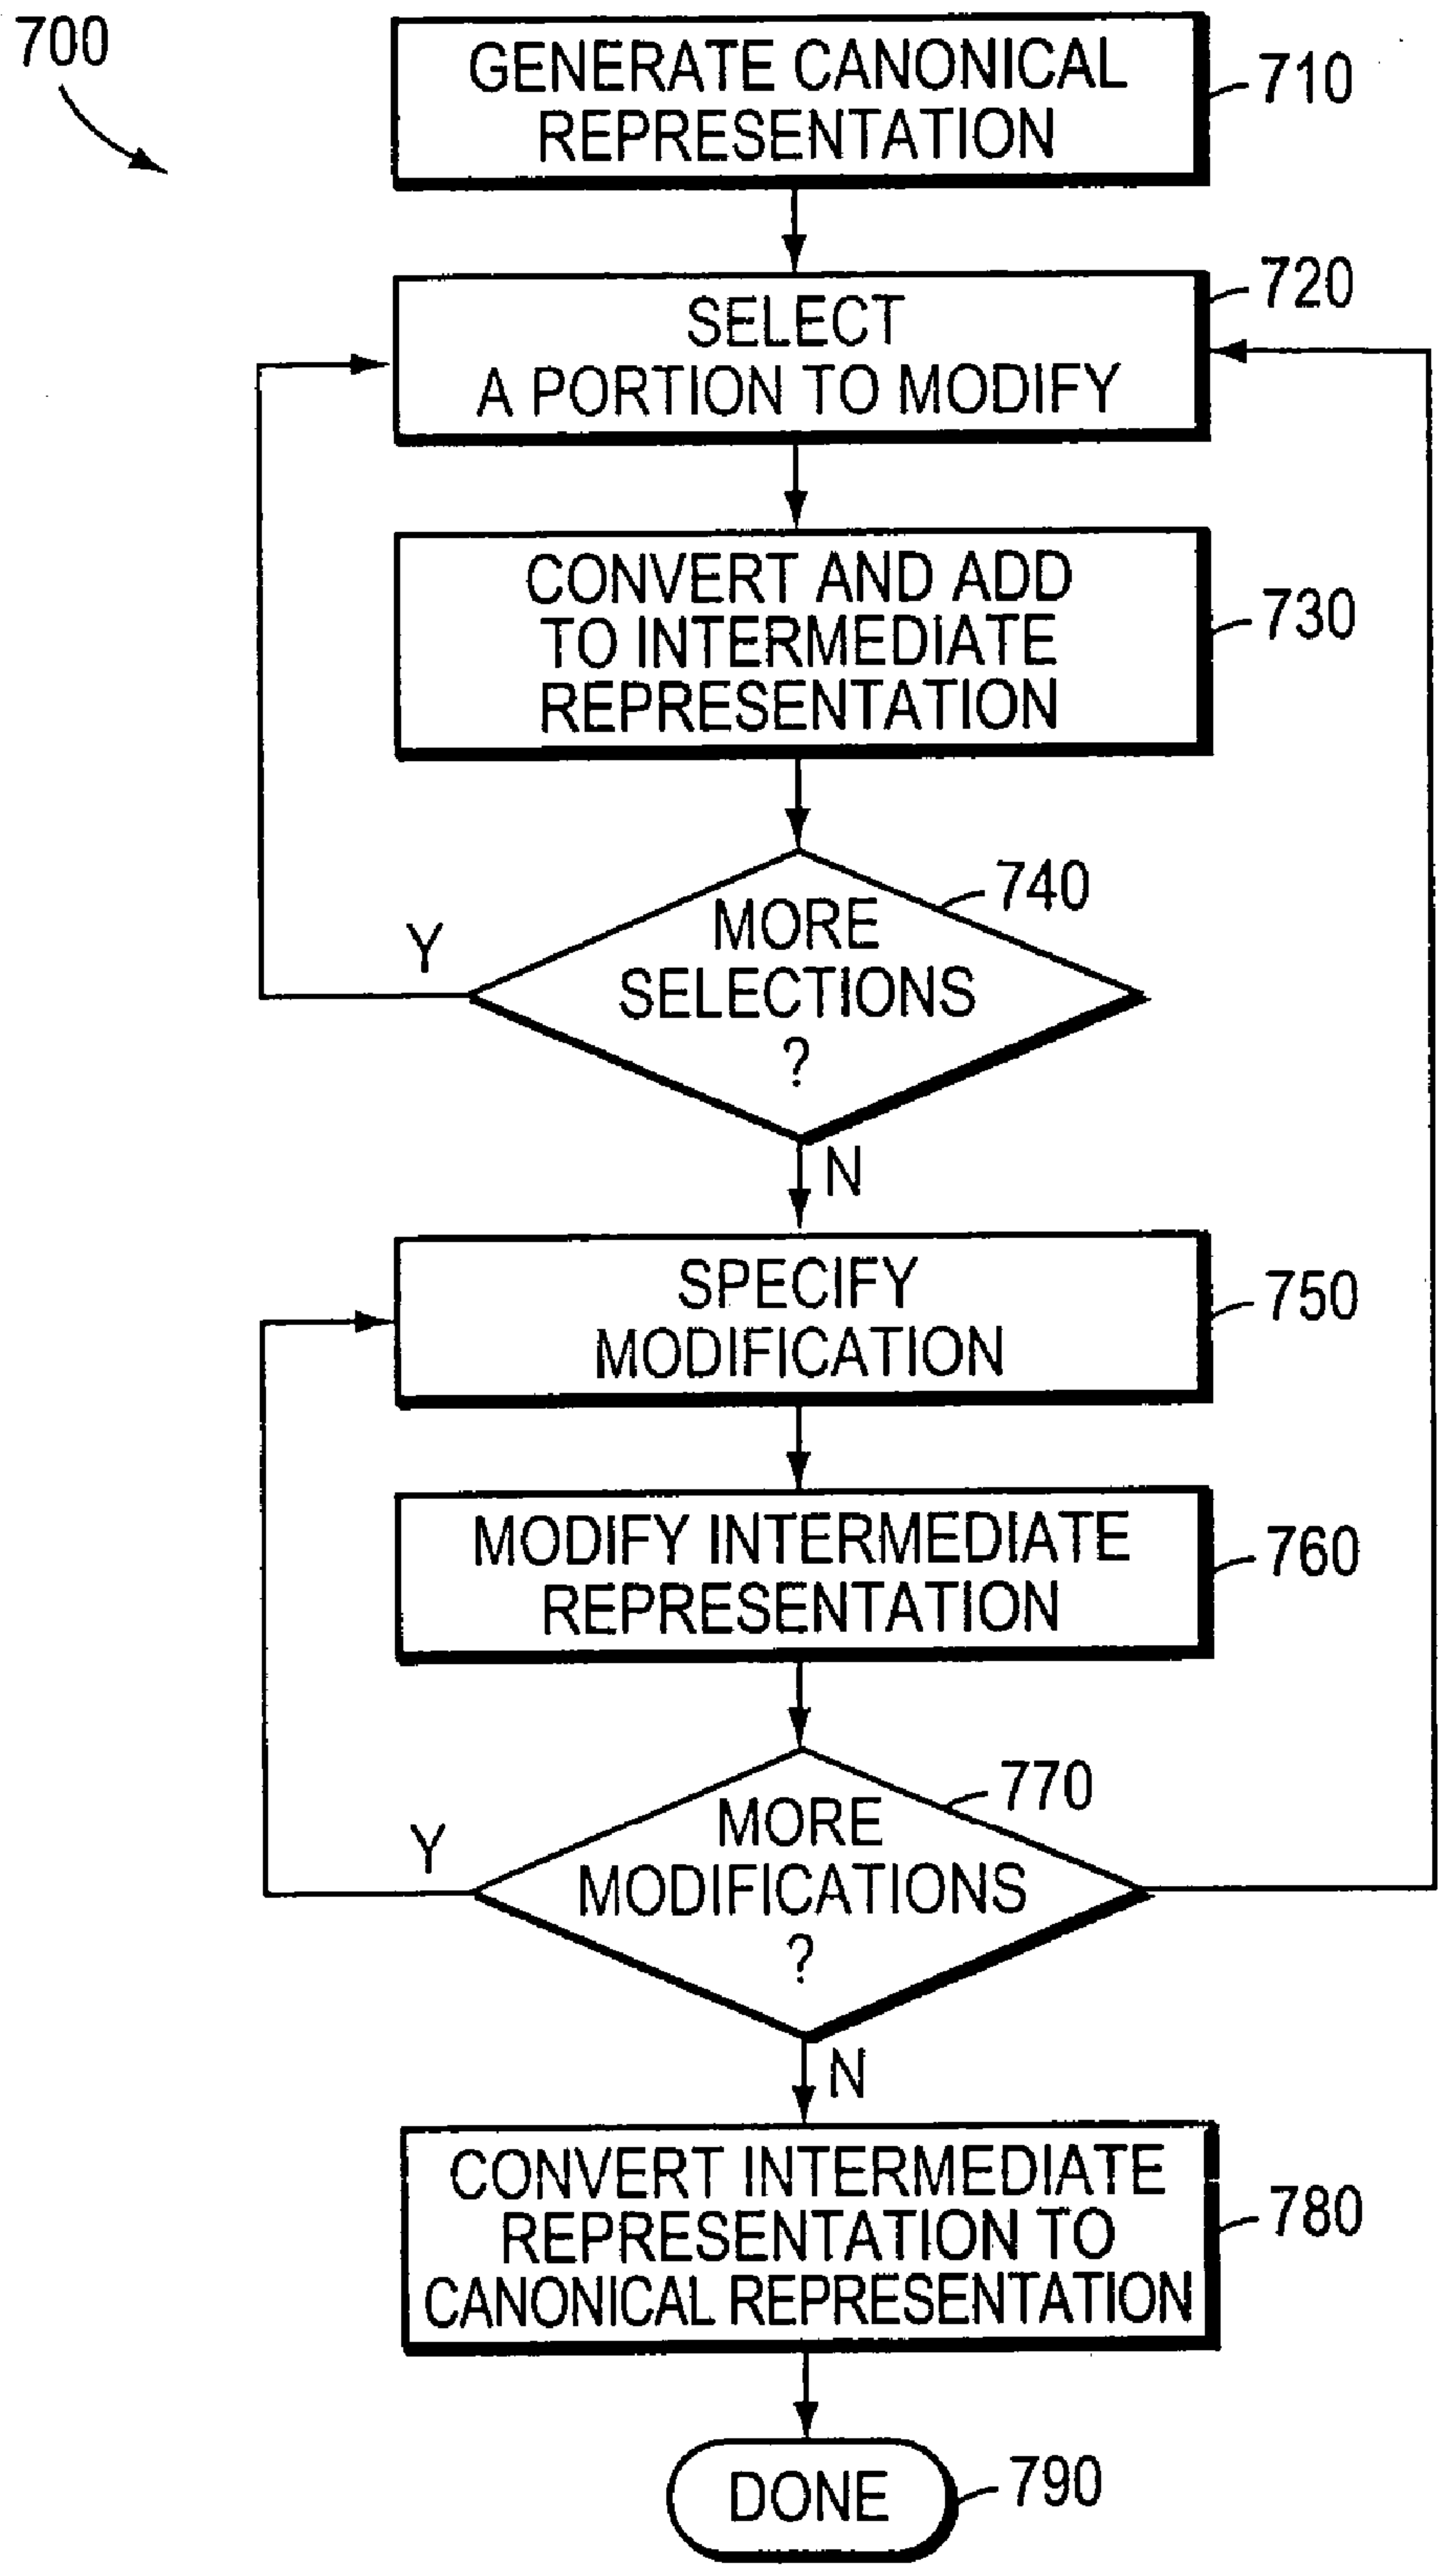 700
GENERATE CANONICAL
REPRESENTATION
710
SELECT
A PORTION TO MODIFY
720
CONVERT AND ADD
TO INTERMEDIATE
REPRESENTATION
730
MORE
SELECTIONS
?
740
Y
N
SPECIFY
MODIFICATION
750
MODIFY INTERMEDIATE
REPRESENTATION
760
MORE
MODIFICATIONS
?
770
Y
N
CONVERT INTERMEDIATE
REPRESENTATION TO
CANONICAL REPRESENTATION
780
DONE
790